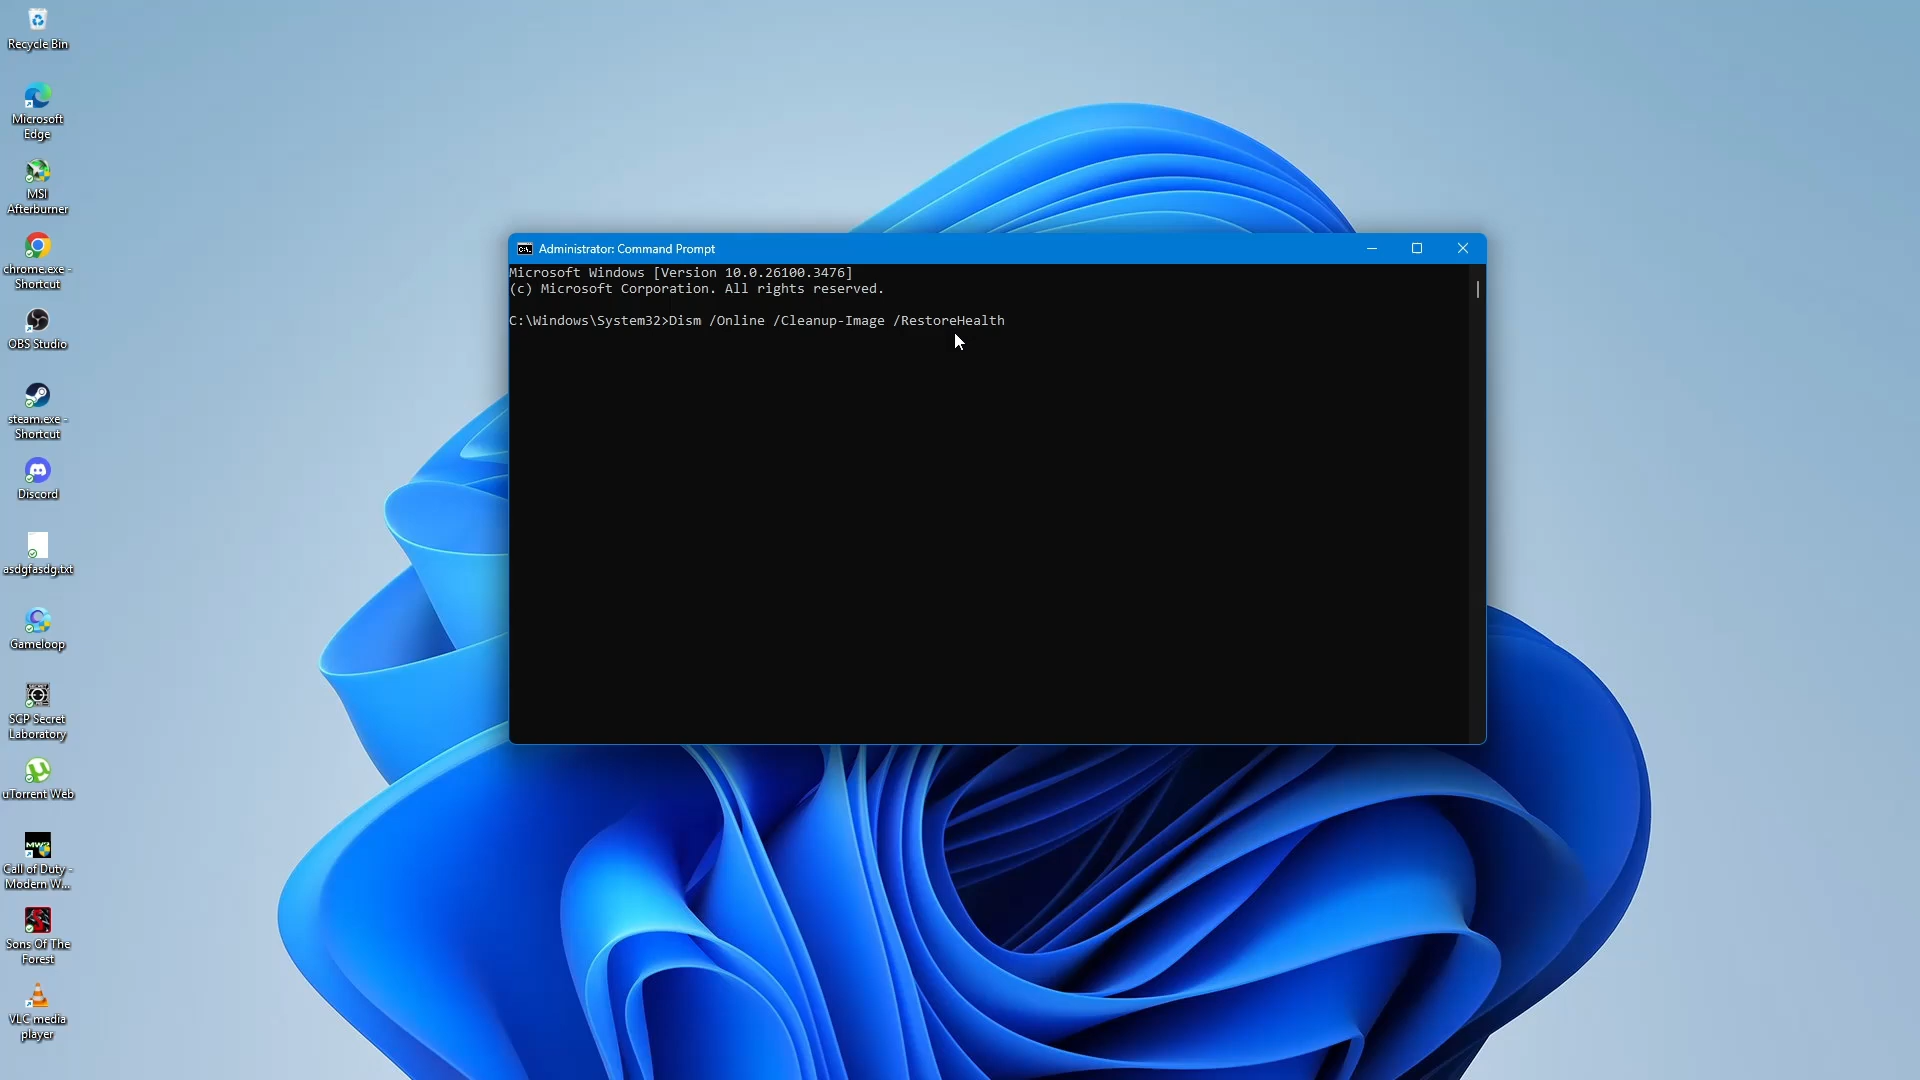 Recycle Bin
Microsoft
Edge
MSI
Afterburner
chrome.exe -
Shortcut
OBS Studio
steam.exe -
Shortcut
Discord
asdgfasdg.txt
Gameloop
SCP Secret
Laboratory
uTorrent Web
MW2
Call of Duty -
Modern W...
Sons Of The
Forest
VLC media
player
C:\.
Administrator: Command Prompt
Microsoft Windows [Version 10.0.26100.3476]
(c) Microsoft Corporation. All rights reserved.
C:\Windows\System32>Dism /Online /Cleanup-Image /RestoreHealth